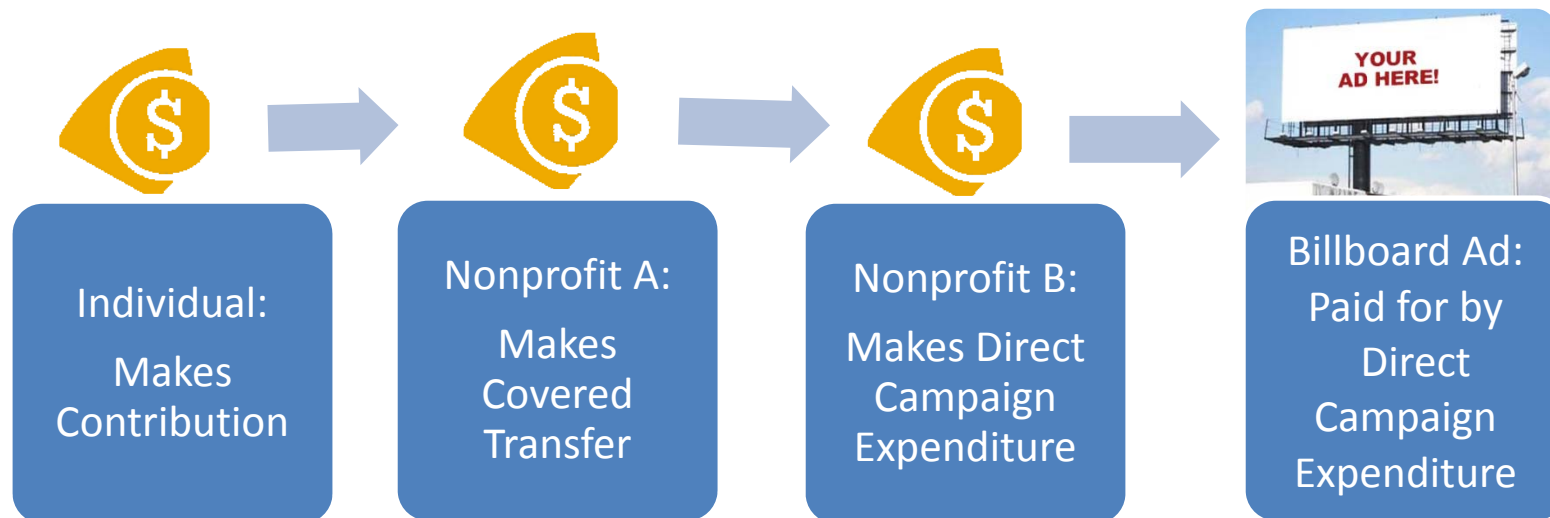 $
$
$
YOUR
AD HERE!
Individual:
Makes
Contribution
Nonprofit A:
Makes
Covered
Transfer
Nonprofit B:
Makes Direct
Campaign
Expenditure
Billboard Ad:
Paid for by
Direct
Campaign
Expenditure